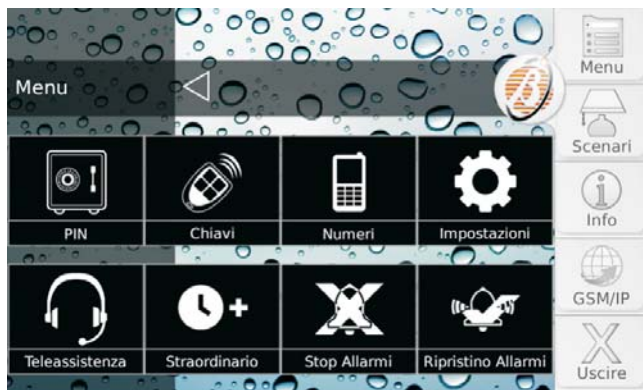 Menu
PIN
Chiavi
Numeri
Impostazioni
Teleassistenza
Straordinario
Stop Allarmi
Ripristino Allarmi
Menu
Scenari
Info
GSM/IP
Uscire